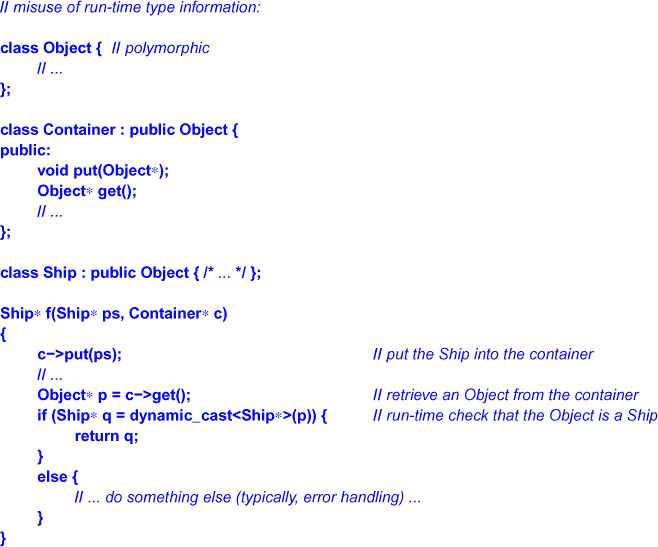 // misuse of run-time type information:
class Object { // polymorphic
// ...
};
class Container : public Object {
public:
void put(Object*);
Object* get();
// ...
};
class Ship : public Object { /* ... */ };
Ship* f(Ship* ps, Container* c)
{
c−>put(ps); // put the Ship into the container
// ...
Object* p = c−>get(); // retrieve an Object from the container
if (Ship* q = dynamic_cast<Ship*>(p)) { // run-time check that the Object is a Ship
return q;
}
else {
// ... do something else (typically, error handling) ...
}
}